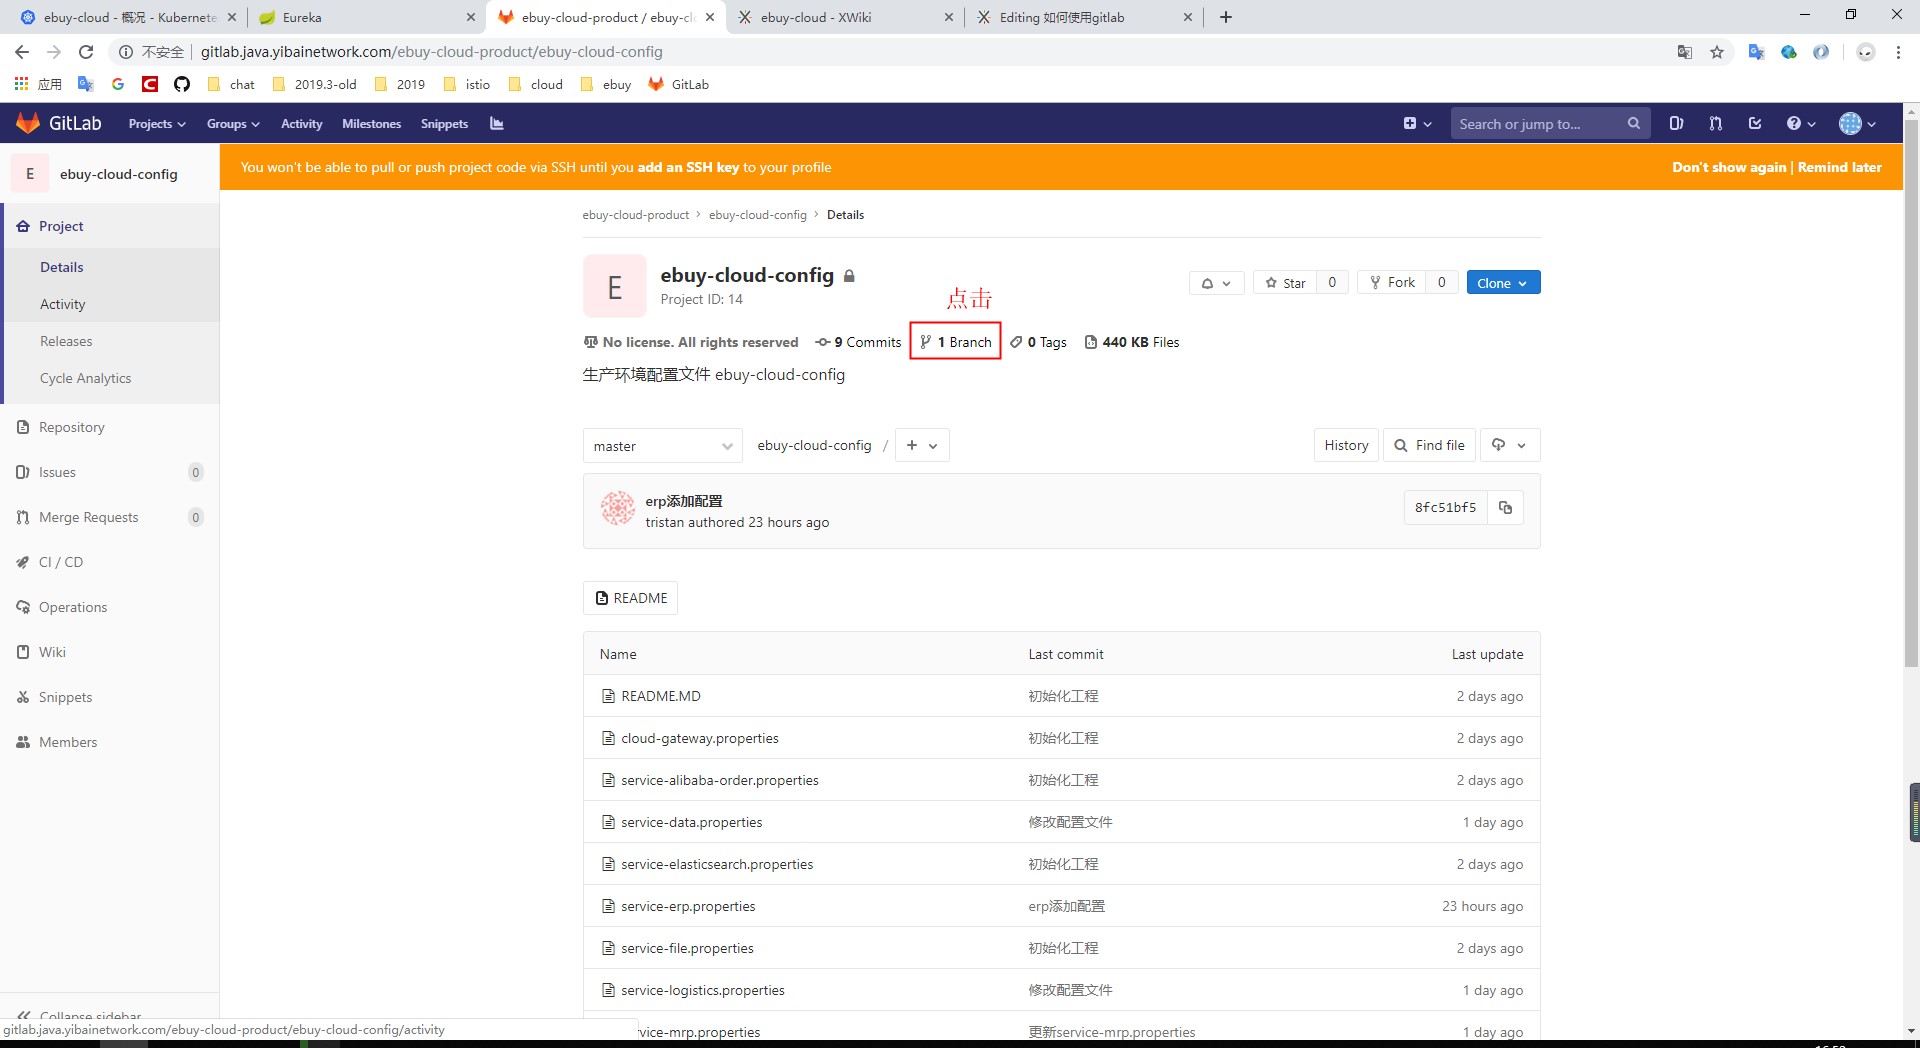 ebuy-cloud - 概况 - Kubernete
Eureka
ebuy-cloud-product / ebuy-cl
ebuy-cloud - XWiki
Editing 如何使用gitlab
不安全
gitlab.java.yibainetwork.com/ebuy-cloud-product/ebuy-cloud-config
应用
chat
2019.3-old
2019
istio
cloud
ebuy
GitLab
GitLab
Projects
Groups
Activity
Milestones
Snippets
Search or jump to...
E
ebuy-cloud-config
You won't be able to pull or push project code via SSH until you add an SSH key to your profile
Don't show again | Remind later
Project
Details
Activity
Releases
Cycle Analytics
Repository
Issues 0
Merge Requests 0
CI / CD
Operations
Wiki
Snippets
Members
Collapse sidebar
gitlab.java.yibainetwork.com/ebuy-cloud-product/ebuy-cloud-config/activity
ebuy-cloud-product › ebuy-cloud-config › Details
E
ebuy-cloud-config
Project ID: 14
Star 0
Fork 0
Clone
点击
No license. All rights reserved
9 Commits
1 Branch
0 Tags
440 KB Files
生产环境配置文件 ebuy-cloud-config
master
ebuy-cloud-config /
+
History
Find file
erp添加配置
tristan authored 23 hours ago
8fc51bf5
README
Name Last commit Last update
README.MD 初始化工程 2 days ago
cloud-gateway.properties 初始化工程 2 days ago
service-alibaba-order.properties 初始化工程 2 days ago
service-data.properties 修改配置文件 1 day ago
service-elasticsearch.properties 初始化工程 2 days ago
service-erp.properties erp添加配置 23 hours ago
service-file.properties 初始化工程 2 days ago
service-logistics.properties 修改配置文件 1 day ago
vice-mrp.properties 更新service-mrp.properties 1 day ago